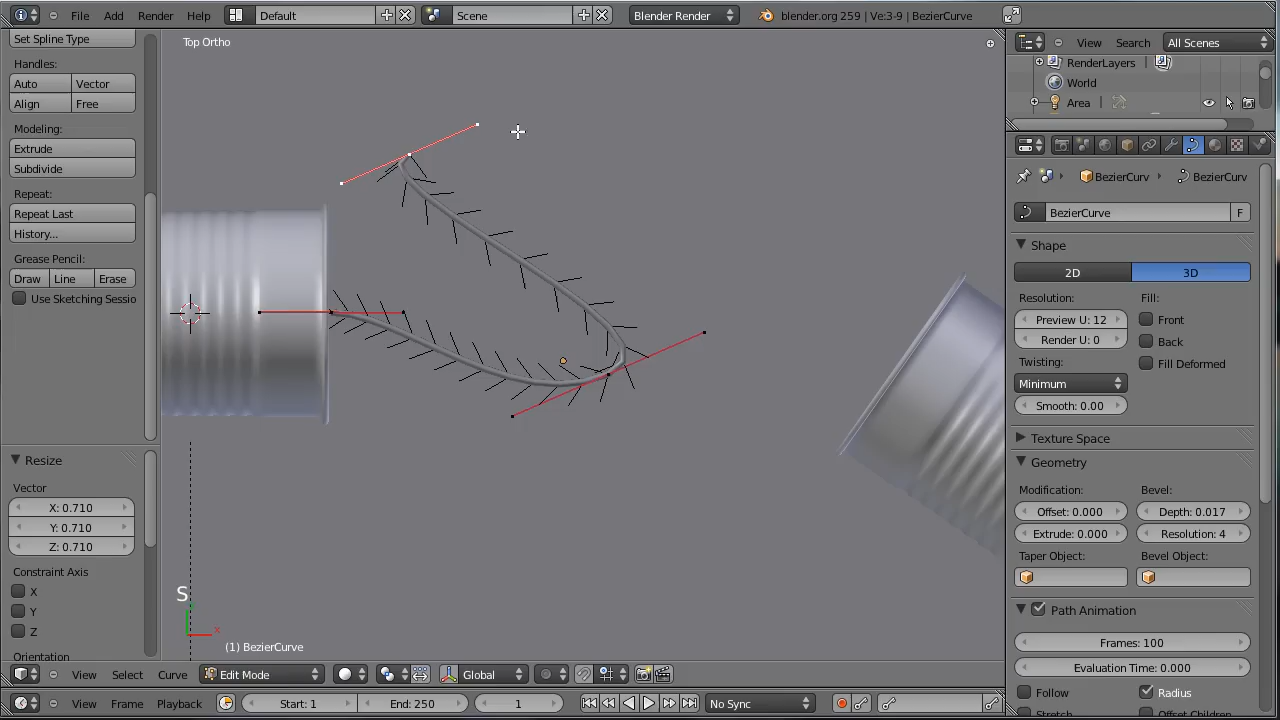 File Add Render Help Default Scene Blender Render blender.org 259 | Ve:3-9 | BezierCurve
Set Spline Type
Handles:
Auto Vector
Align Free
Modeling:
Extrude
Subdivide
Repeat:
Repeat Last
History...
Grease Pencil:
Draw Line Erase
Use Sketching Sessio
Resize
Vector
X: 0.710
Y: 0.710
Z: 0.710
Constraint Axis
X
Y
Z
Orientation
Top Ortho
S
x
(1) BezierCurve
View Select Curve Edit Mode Global
View Frame Playback Start: 1 End: 250 1 No Sync
View Search All Scenes
RenderLayers
World
Area
BezierCurv BezierCurv
BezierCurve F
Shape
2D 3D
Resolution: Fill:
Preview U: 12 Front
Render U: 0 Back
Twisting: Fill Deformed
Minimum
Smooth: 0.00
Texture Space
Geometry
Modification: Bevel:
Offset: 0.000 Depth: 0.017
Extrude: 0.000 Resolution: 4
Taper Object: Bevel Object:
Path Animation
Frames: 100
Evaluation Time: 0.000
Follow Radius
Stretch Offset Children